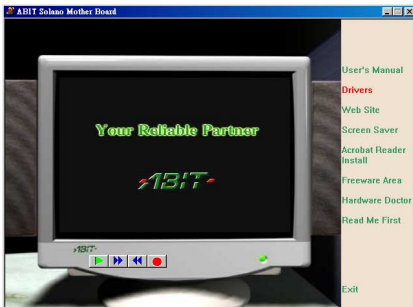 ABIT Solano Mother Board
Your Reliable Partner
ABIT
ABIT
User's Manual
Drivers
Web Site
Screen Saver
Acrobat Reader
Install
Freeware Area
Hardware Doctor
Read Me First
Exit